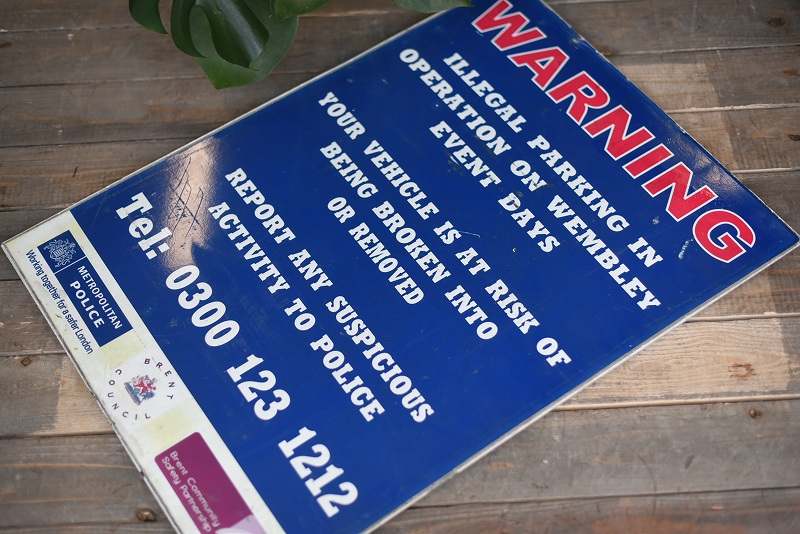 WARNING
ILLEGAL PARKING IN
OPERATION ON WEMBLEY
EVENT DAYS
YOUR VEHICLE IS AT RISK OF
BEING BROKEN INTO
OR REMOVED
REPORT ANY SUSPICIOUS
ACTIVITY TO POLICE
Tel: 0300 123 1212
METROPOLITAN
POLICE
Working together for a safer London
BRENT
COUNCIL
Brent Community
Safety Partnership